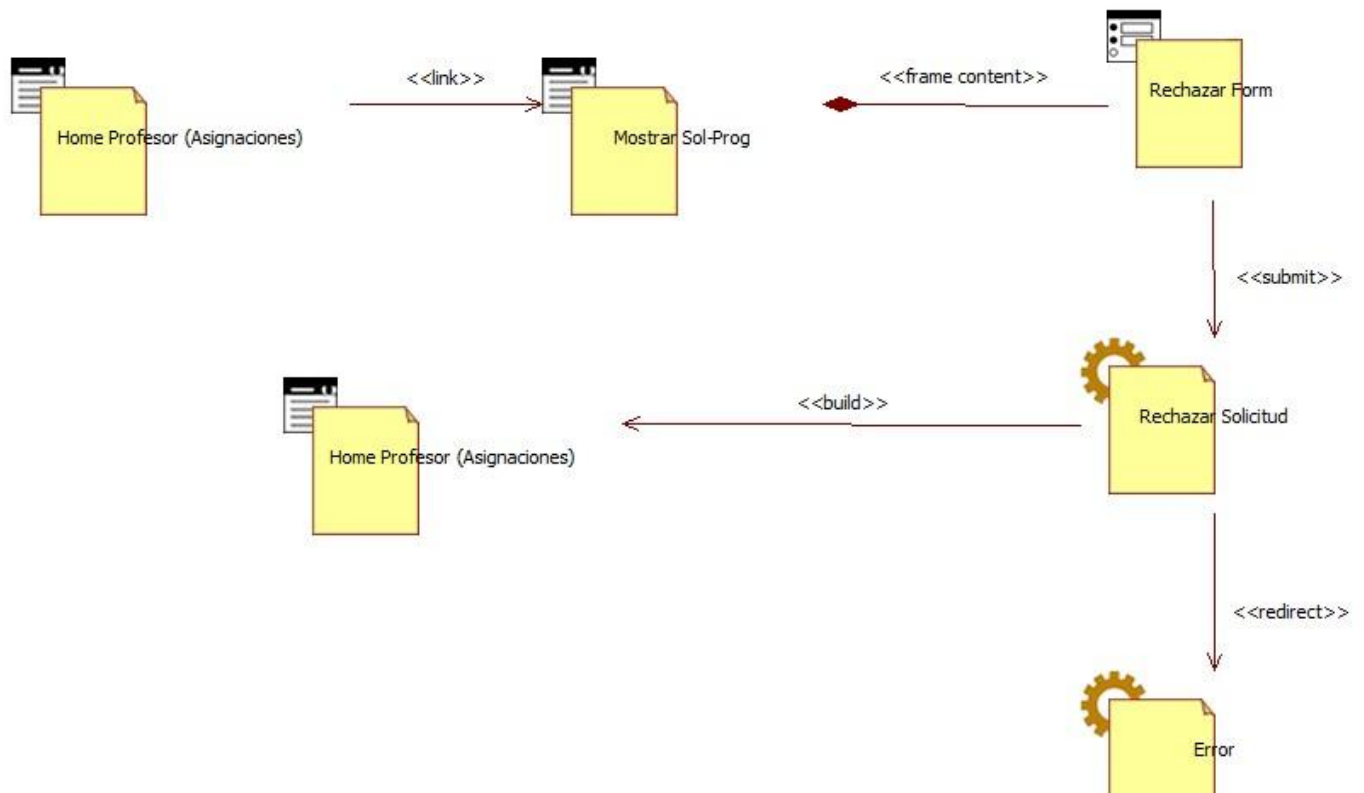 <<link>>
<<frame content>>
Rechazar Form
Home Profesor (Asignaciones)
Mostrar Sol-Prog
<<submit>>
<<build>>
Rechazar Solicitud
Home Profesor (Asignaciones)
<<redirect>>
Error